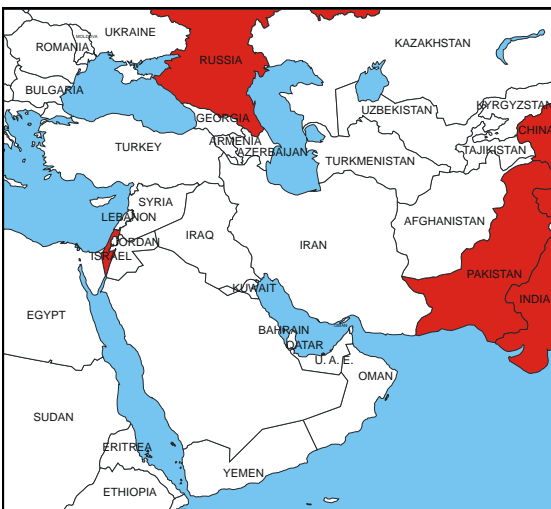 MOLDAVA
UKRAINE
ROMANIA
KAZAKHSTAN
RUSSIA
BULGARIA
UZBEKISTAN
KYRGYZSTAN
GEORGIA
CHINA
ARMENIA
TURKEY
AZERBAIJAN
TAJIKISTAN
TURKMENISTAN
SYRIA
LEBANON
AFGHANISTAN
IRAQ
JORDAN
IRAN
ISRAEL
PAKISTAN
KUWAIT
INDIA
EGYPT
BAHRAIN
QATAR
U. A. E.
OMAN
SUDAN
ERITREA
YEMEN
ETHIOPIA